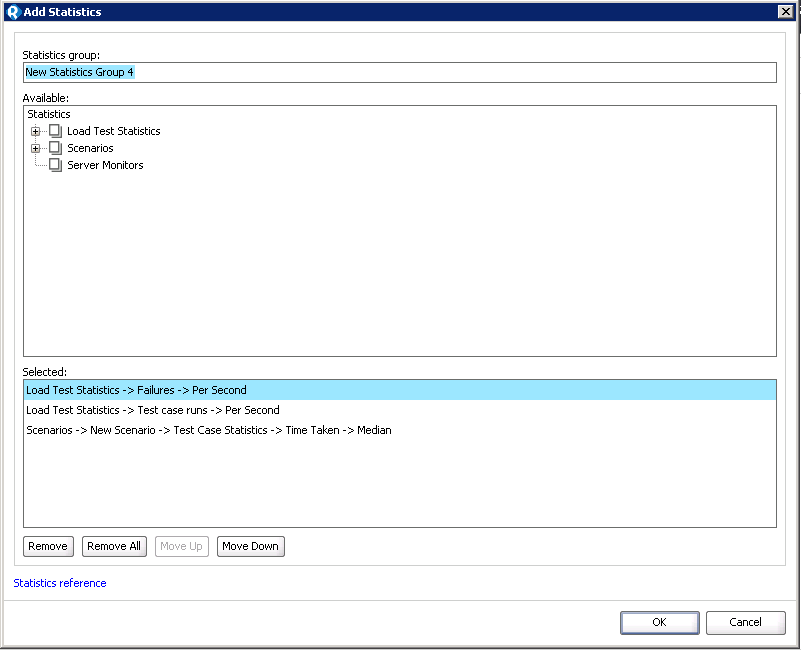 Add Statistics
Statistics group:
New Statistics Group 4
Available:
Statistics
Load Test Statistics
Scenarios
Server Monitors
Selected:
Load Test Statistics -> Failures -> Per Second
Load Test Statistics -> Test case runs -> Per Second
Scenarios -> New Scenario -> Test Case Statistics -> Time Taken -> Median
Remove Remove All Move Up Move Down
Statistics reference
OK Cancel